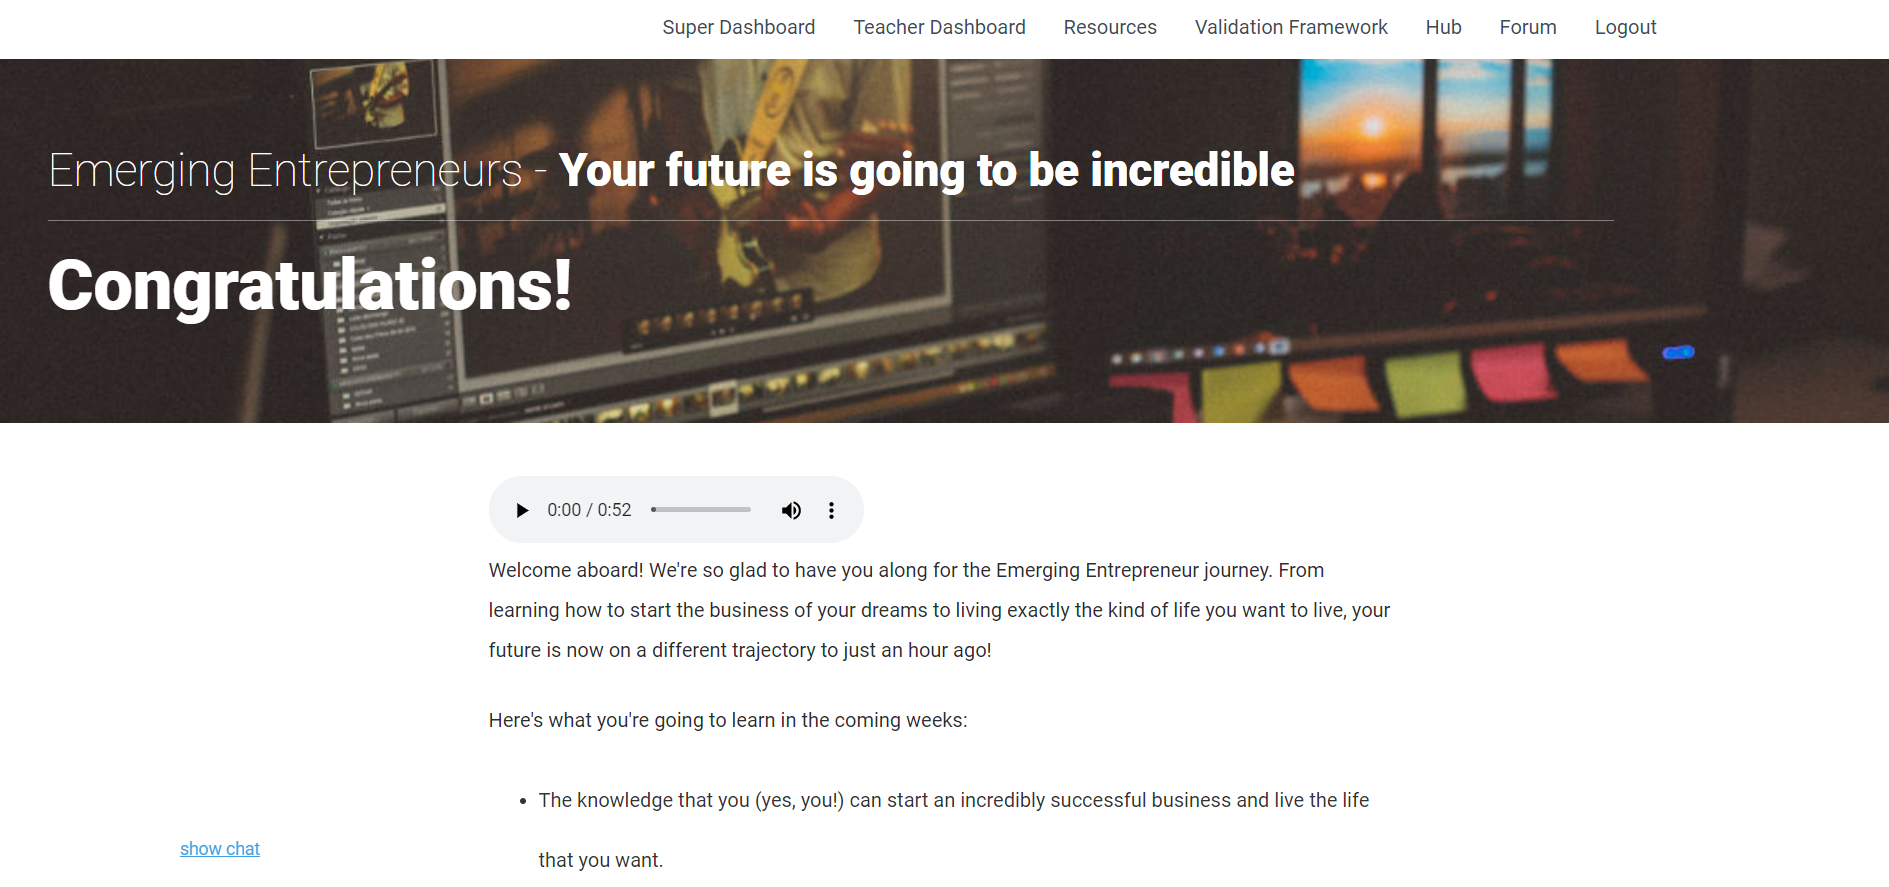 Super Dashboard Teacher Dashboard Resources Validation Framework Hub Forum Logout
Emerging Entrepreneurs - Your future is going to be incredible
Congratulations!
0:00 / 0:52
Welcome aboard! We're so glad to have you along for the Emerging Entrepreneur journey. From
learning how to start the business of your dreams to living exactly the kind of life you want to live, your
future is now on a different trajectory to just an hour ago!
Here's what you're going to learn in the coming weeks:
• The knowledge that you (yes, you!) can start an incredibly successful business and live the life
that you want.
show chat